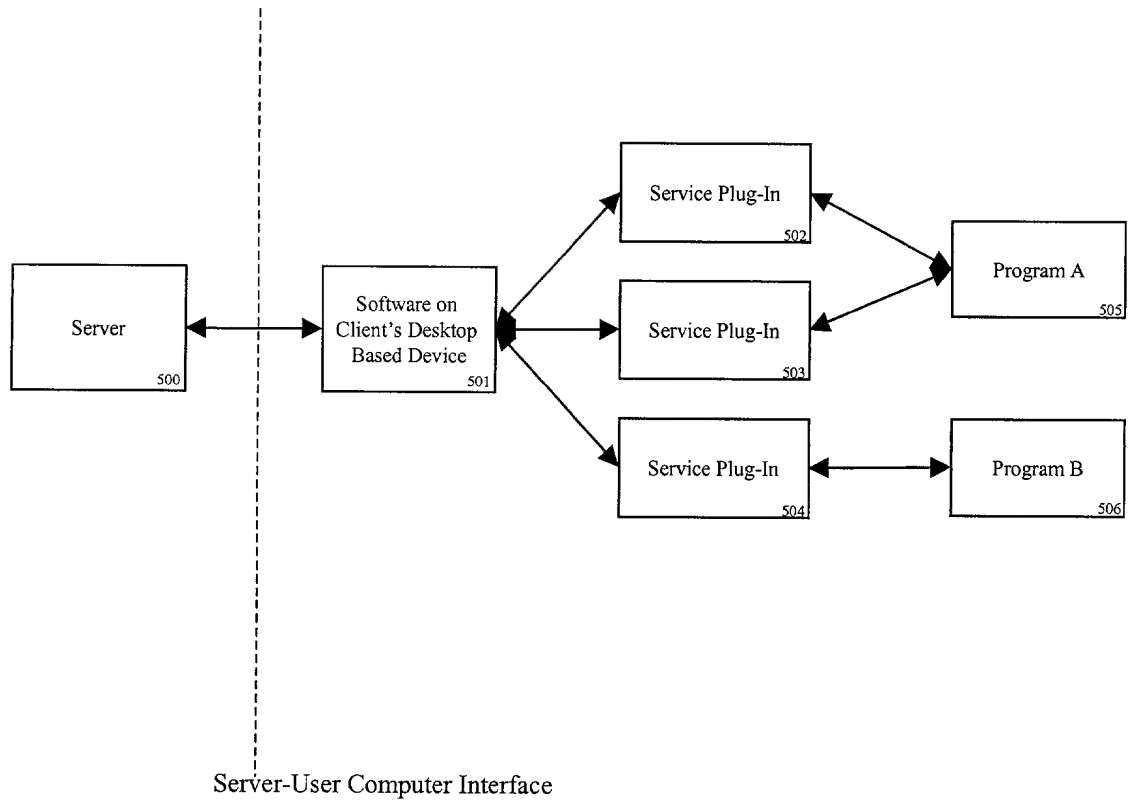 Server
500
Software on
Client's Desktop
Based Device
501
Service Plug-In
502
Service Plug-In
503
Service Plug-In
504
Program A
505
Program B
506
Server-User Computer Interface